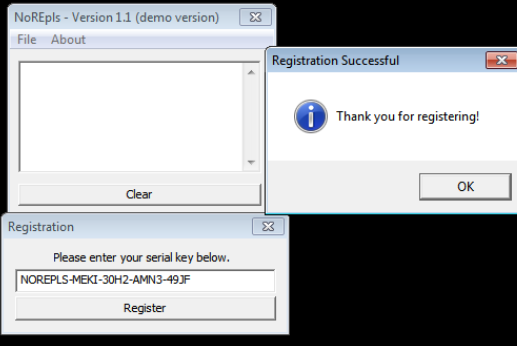 NoREpls - Version 1.1 (demo version)
File About
Clear
Registration Successful
Thank you for registering!
OK
Registration
Please enter your serial key below.
NOREPLS-MEKI-30H2-AMN3-49JF
Register